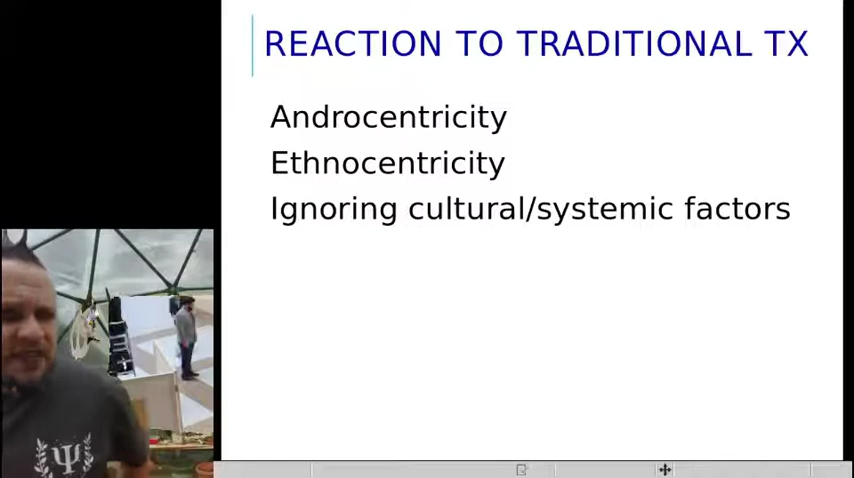 REACTION TO TRADITIONAL TX
Androcentricity
Ethnocentricity
Ignoring cultural/systemic factors
Ψ